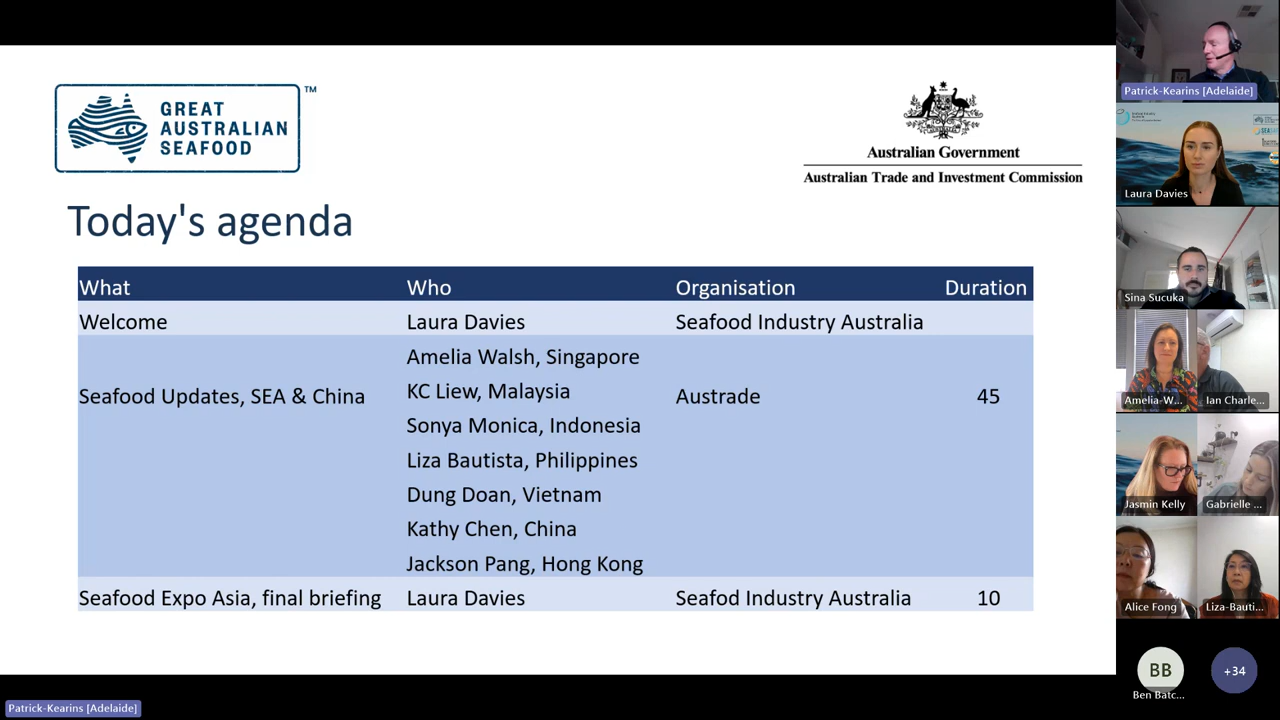 GREAT
AUSTRALIAN
SEAFOOD
TM
Australian Government
Australian Trade and Investment Commission
Today's agenda
What Who Organisation Duration
Welcome Laura Davies Seafood Industry Australia
Seafood Updates, SEA & China Amelia Walsh, Singapore Austrade 45
KC Liew, Malaysia
Sonya Monica, Indonesia
Liza Bautista, Philippines
Dung Doan, Vietnam
Kathy Chen, China
Jackson Pang, Hong Kong
Seafood Expo Asia, final briefing Laura Davies Seafod Industry Australia 10
Patrick-Kearins [Adelaide]
Laura Davies
Sina Sucuka
Amelia-W... Ian Charle...
Jasmin Kelly Gabrielle ...
Alice Fong Liza-Bauti...
BB +34
Ben Batc...
Patrick-Kearins [Adelaide]